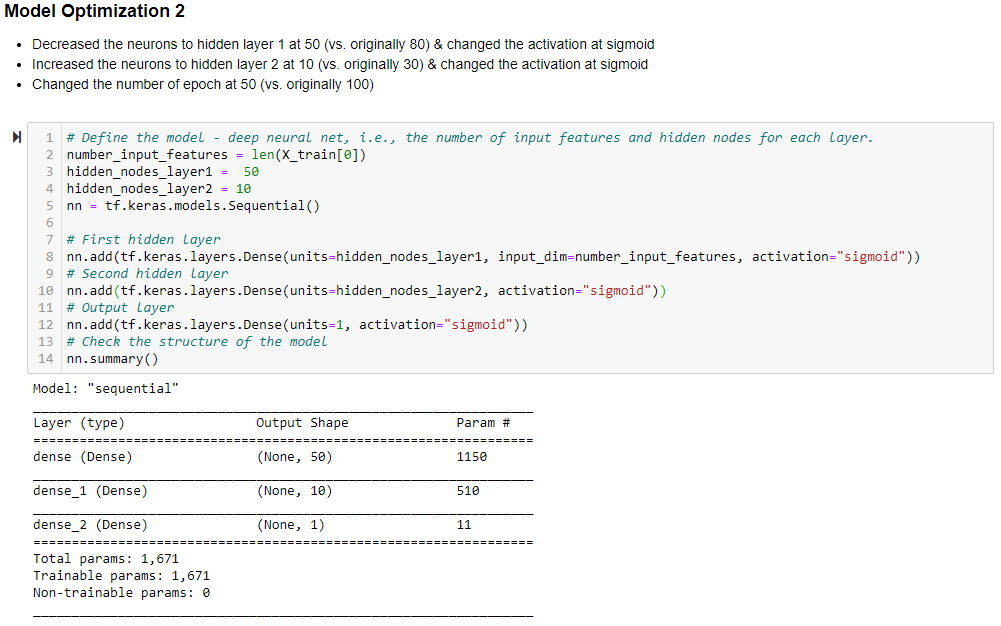 Model Optimization 2
• Decreased the neurons to hidden layer 1 at 50 (vs. originally 80) & changed the activation at sigmoid
• Increased the neurons to hidden layer 2 at 10 (vs. originally 30) & changed the activation at sigmoid
• Changed the number of epoch at 50 (vs. originally 100)
1 # Define the model - deep neural net, i.e., the number of input features and hidden nodes for each layer.
2 number_input_features = len(X_train[0])
3 hidden_nodes_layer1 =  50
4 hidden_nodes_layer2 = 10
5 nn = tf.keras.models.Sequential()
6
7 # First hidden layer
8 nn.add(tf.keras.layers.Dense(units=hidden_nodes_layer1, input_dim=number_input_features, activation="sigmoid"))
9 # Second hidden layer
10 nn.add(tf.keras.layers.Dense(units=hidden_nodes_layer2, activation="sigmoid"))
11 # Output layer
12 nn.add(tf.keras.layers.Dense(units=1, activation="sigmoid"))
13 # Check the structure of the model
14 nn.summary()
Model: "sequential"
_________________________________________________________________
Layer (type)                 Output Shape              Param #
=================================================================
dense (Dense)                (None, 50)                1150
_________________________________________________________________
dense_1 (Dense)              (None, 10)                510
_________________________________________________________________
dense_2 (Dense)              (None, 1)                 11
=================================================================
Total params: 1,671
Trainable params: 1,671
Non-trainable params: 0
_________________________________________________________________